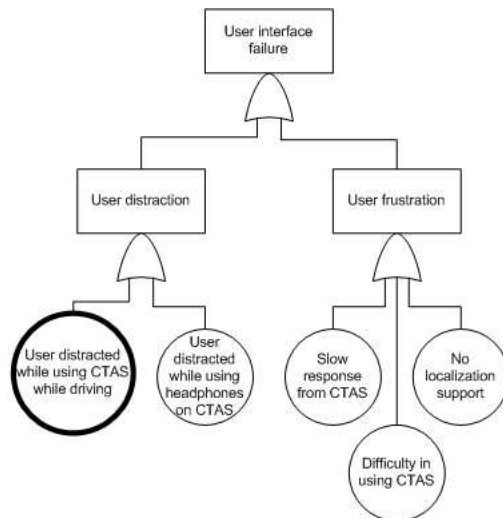 User interface
failure
User distraction
User frustration
User distracted
while using CTAS
while driving
User
distracted
while using
headphones
on CTAS
Slow
response
from CTAS
No
localization
support
Difficulty in
using CTAS